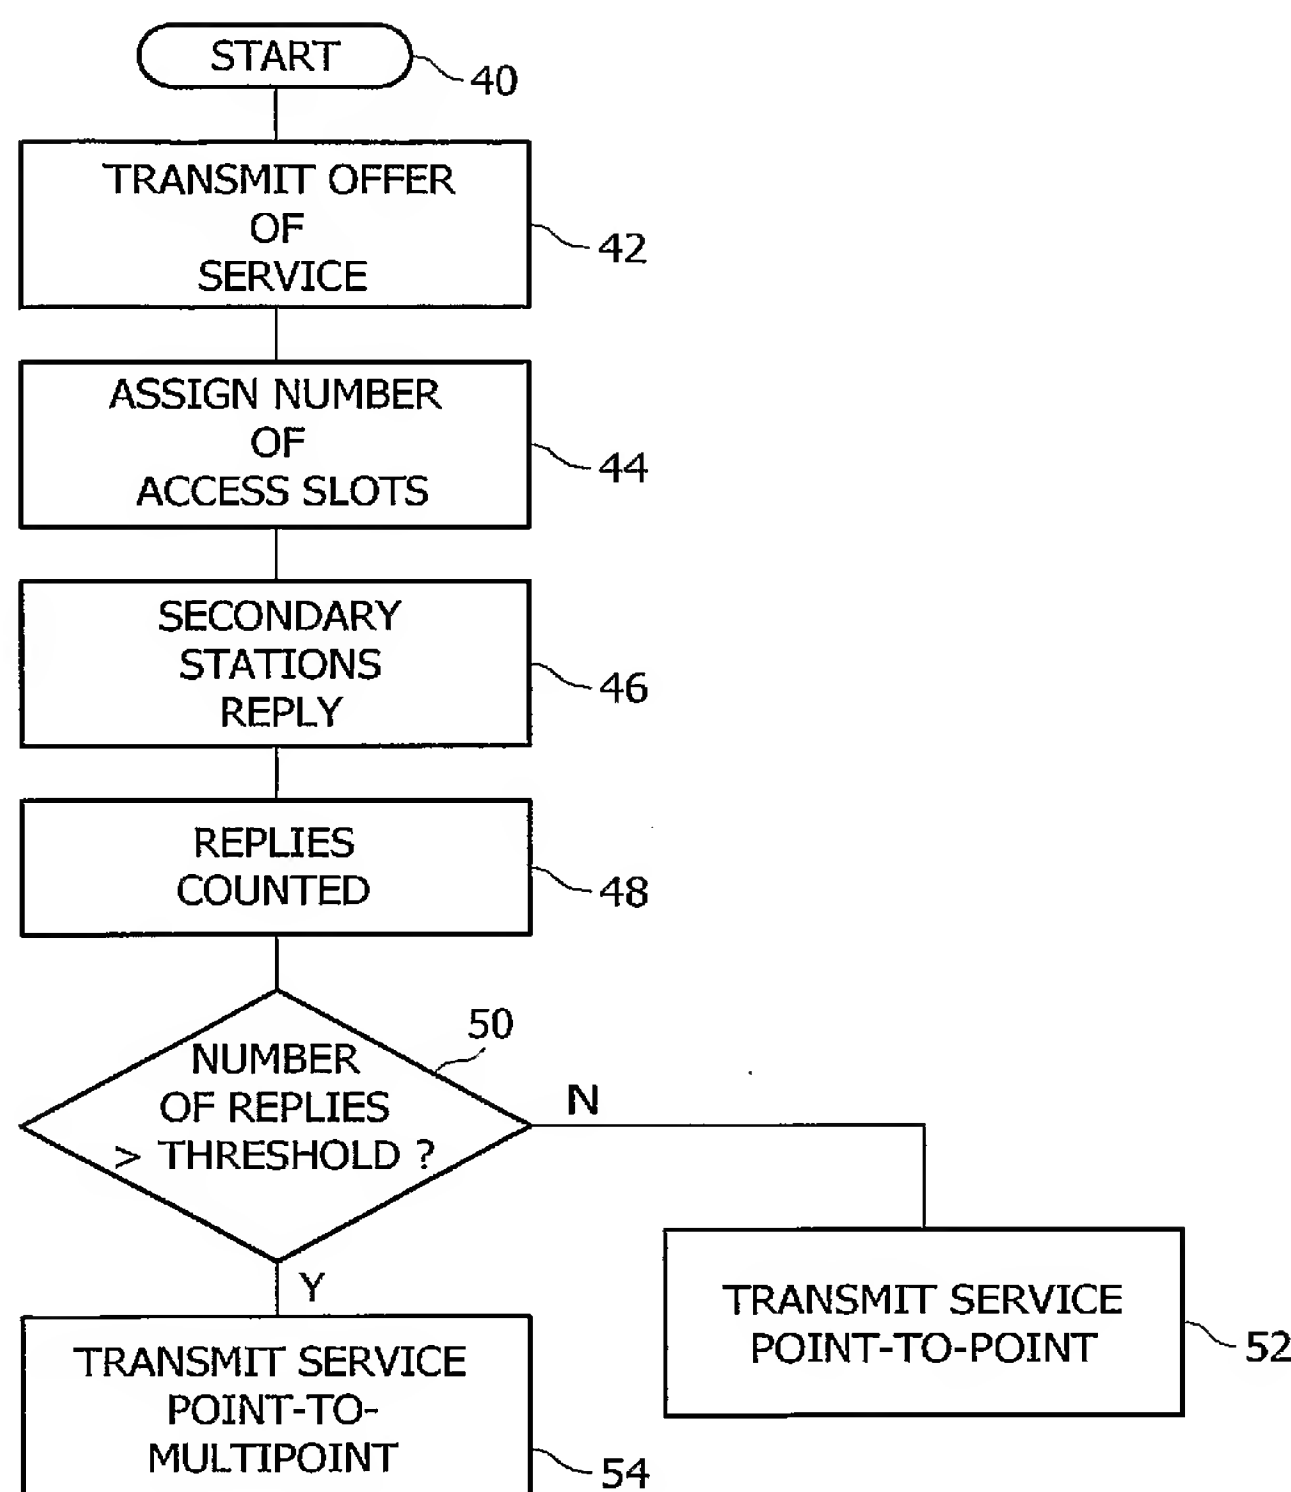 START
40
TRANSMIT OFFER
OF
SERVICE
42
ASSIGN NUMBER
OF
ACCESS SLOTS
44
SECONDARY
STATIONS
REPLY
46
REPLIES
COUNTED
48
50
NUMBER
OF REPLIES
> THRESHOLD ?
N
Y
TRANSMIT SERVICE
POINT-TO-POINT
52
TRANSMIT SERVICE
POINT-TO-
MULTIPOINT
54